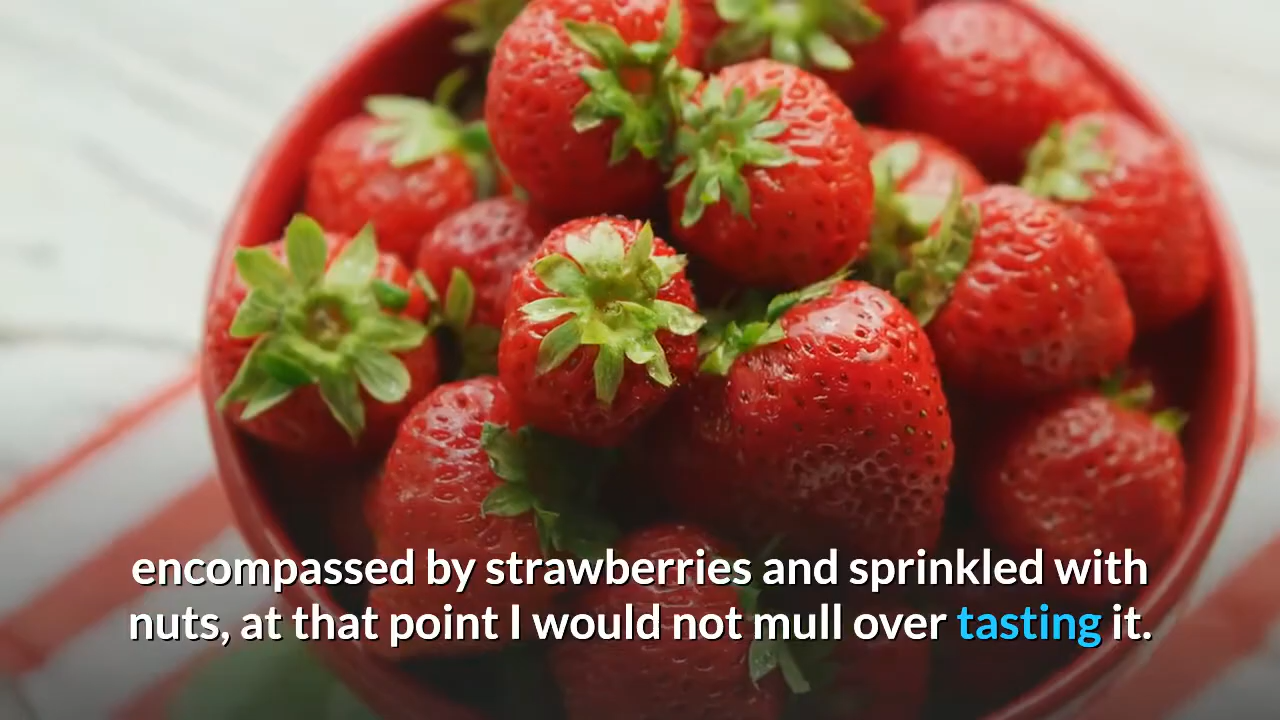 encompassed by strawberries and sprinkled with
nuts, at that point I would not mull over tasting it.